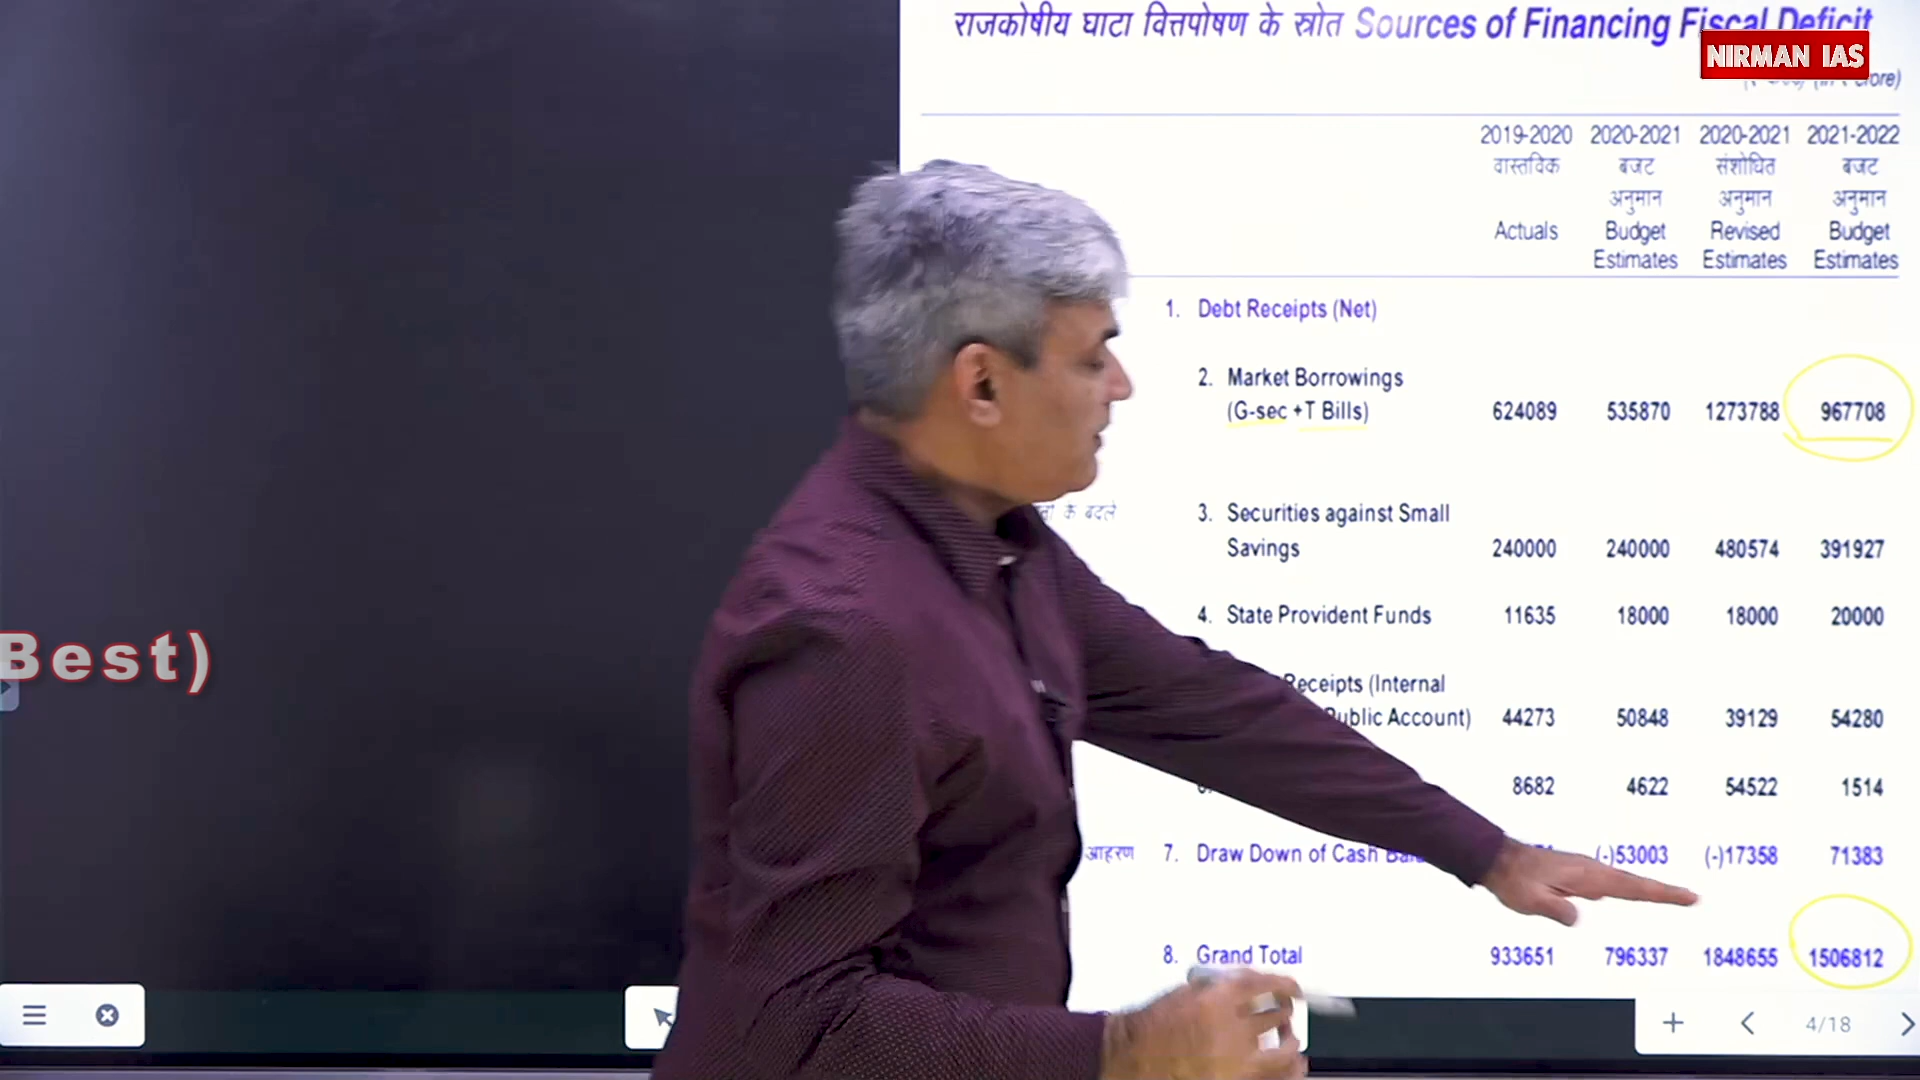 राजकोषीय घाटा वित्तपोषण के स्रोत Sources of Financing Fiscal Deficit
NIRMAN IAS
2019-2020 2020-2021 2020-2021 2021-2022
वास्तविक बजट संशोधित बजट
अनुमान अनुमान अनुमान
Actuals Budget Revised Budget
Estimates Estimates Estimates
1. Debt Receipts (Net)
2. Market Borrowings
(G-sec +T Bills) 624089 535870 1273788 967708
के बदले 3. Securities against Small
Savings 240000 240000 480574 391927
4. State Provident Funds 11635 18000 18000 20000
Best)
Receipts (Internal
Public Account) 44273 50848 39129 54280
8682 4622 54522 1514
आहरण 7. Draw Down of Cash (-)53003 (-)17358 71383
8. Grand Total 933651 796337 1848655 1506812
4/18